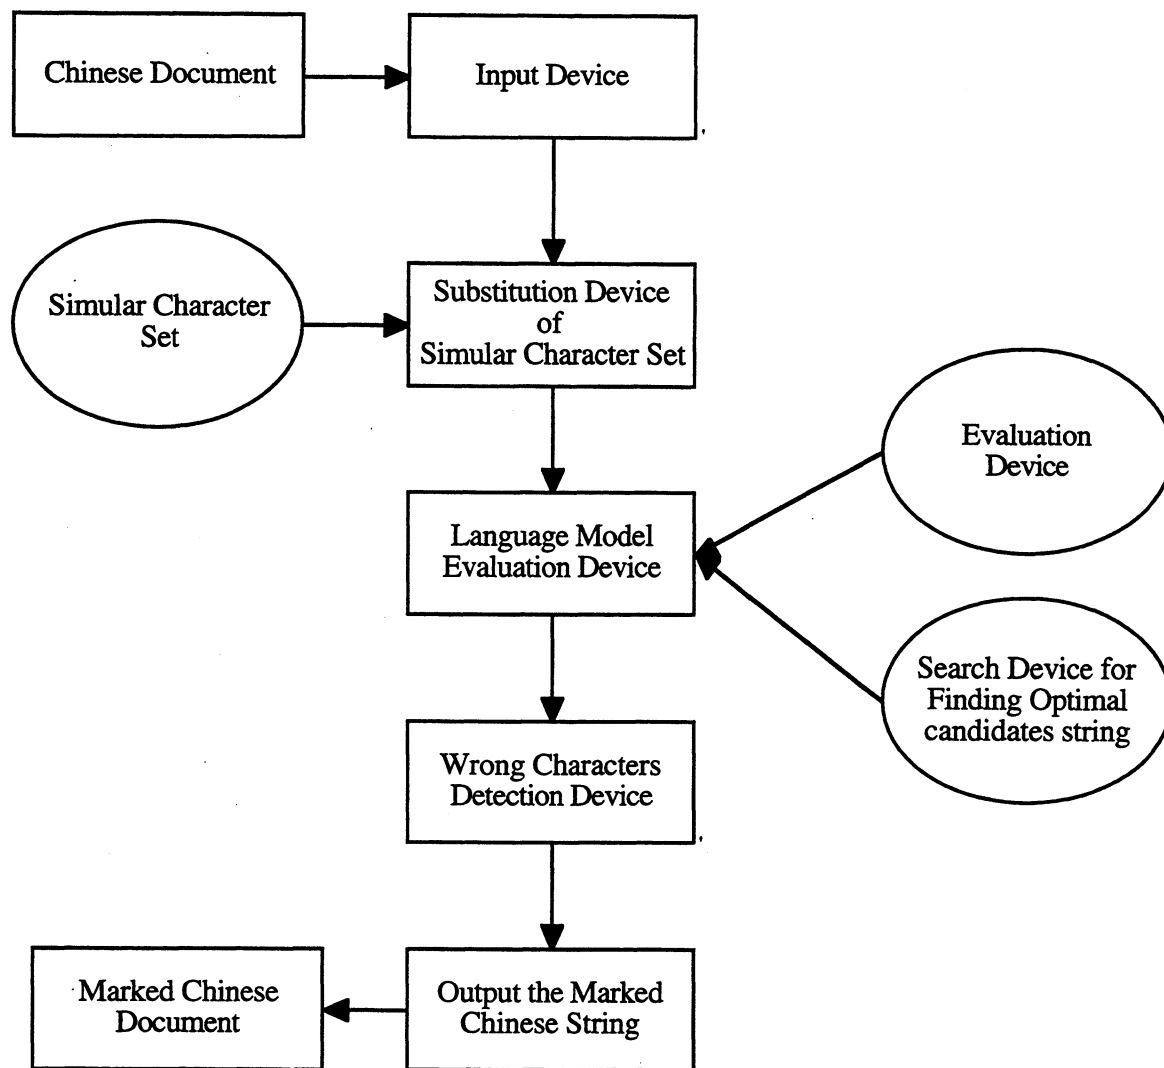 Chinese Document
Input Device
Simular Character
Set
Substitution Device
of
Simular Character Set
Evaluation
Device
Language Model
Evaluation Device
Search Device for
Finding Optimal
candidates string
Wrong Characters
Detection Device
Marked Chinese
Document
Output the Marked
Chinese String